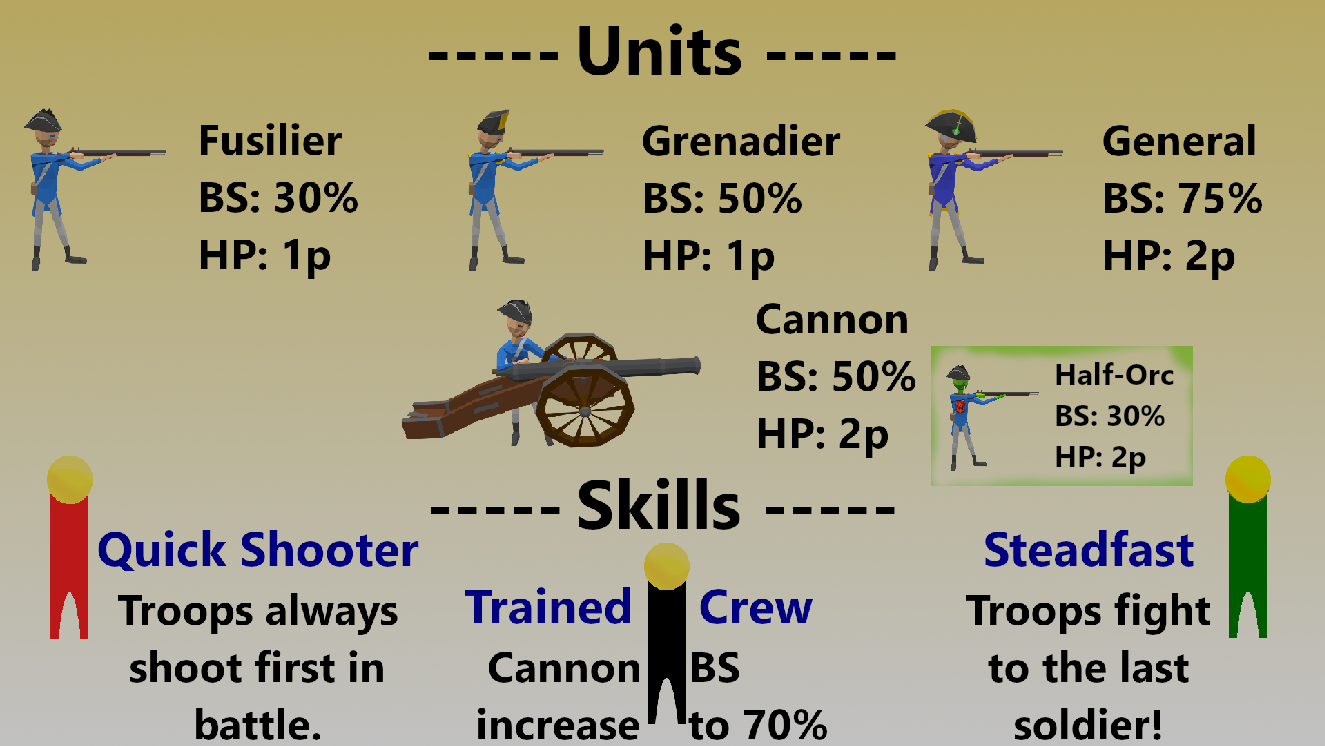 ----- Units -----
Fusilier
BS: 30%
HP: 1p
Grenadier
BS: 50%
HP: 1p
General
BS: 75%
HP: 2p
Cannon
BS: 50%
HP: 2p
Half-Orc
BS: 30%
HP: 2p
----- Skills -----
Quick Shooter
Troops always
shoot first in
battle.
Trained Crew
Cannon BS
increase to 70%
Steadfast
Troops fight
to the last
soldier!